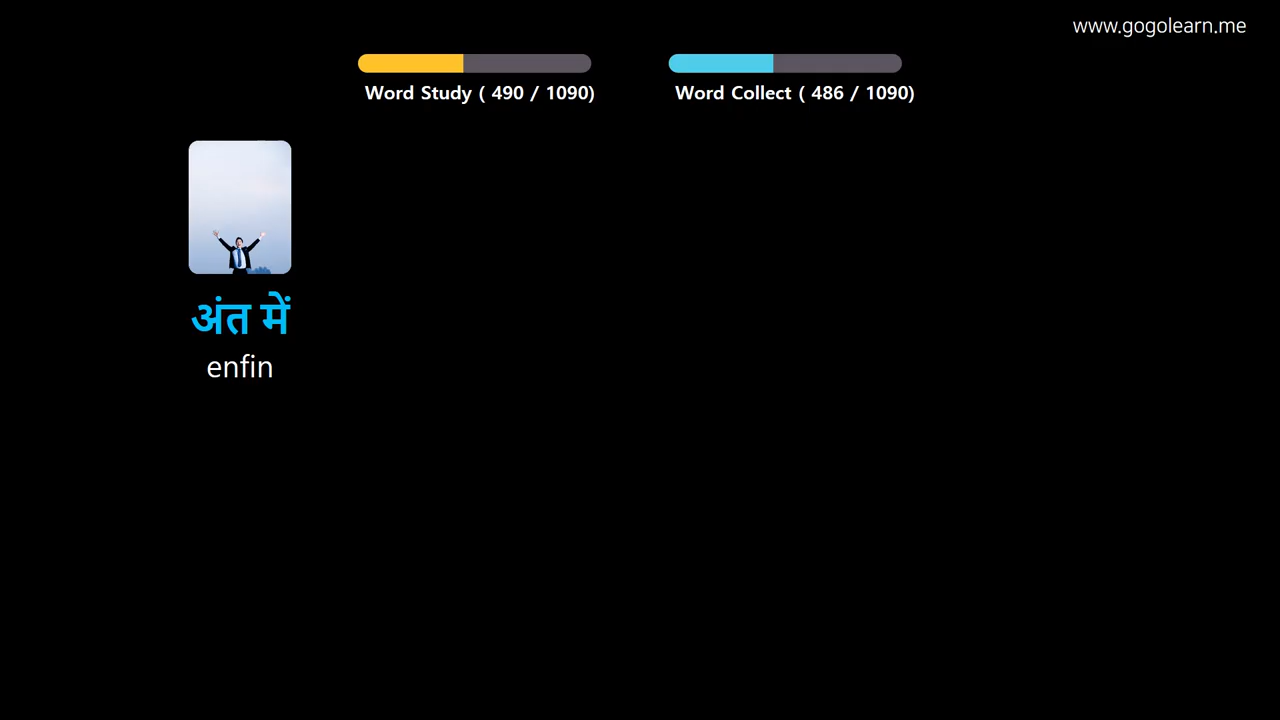 www.gogolearn.me
Word Study ( 490 / 1090)
Word Collect ( 486 / 1090)
अंत में
enfin